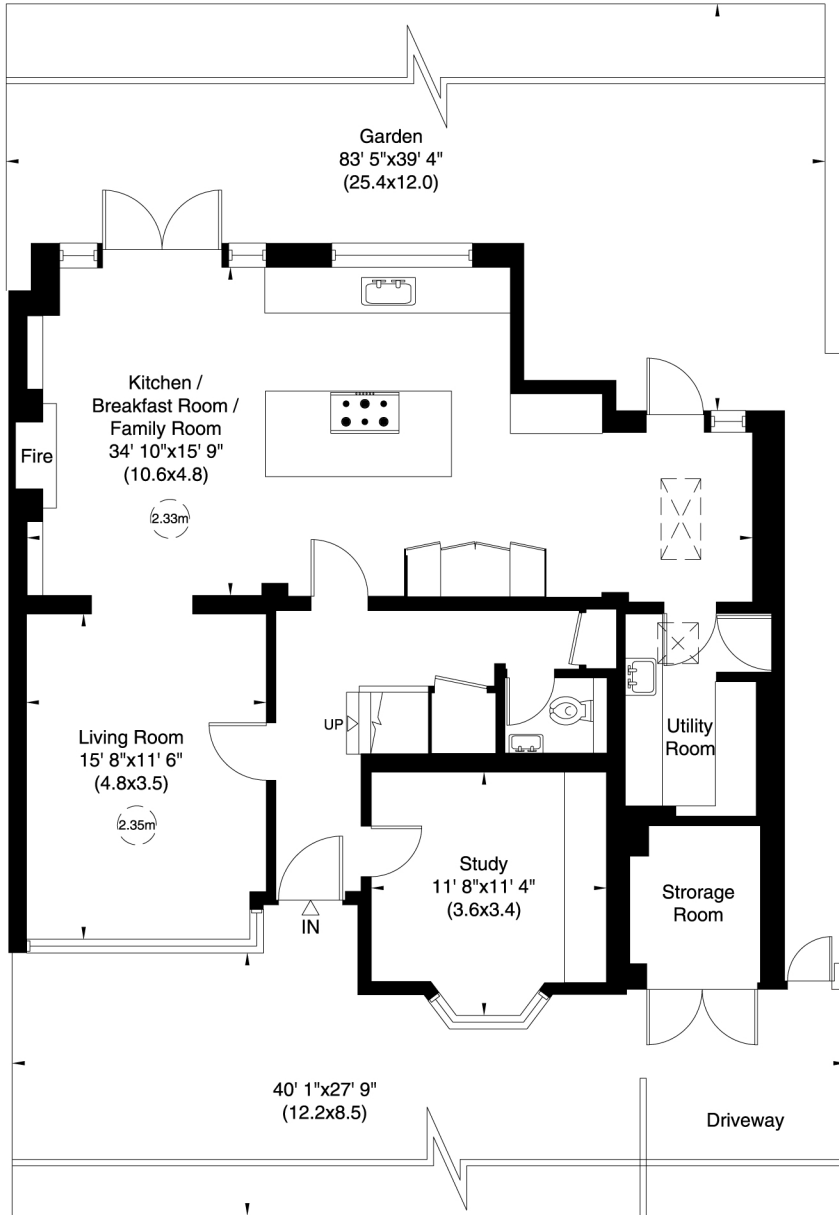 Garden
83' 5"x39' 4"
(25.4x12.0)
Kitchen /
Breakfast Room /
Family Room
34' 10"x15' 9"
(10.6x4.8)
Fire
2.33m
UP
Living Room
15' 8"x11' 6"
(4.8x3.5)
2.35m
Utility
Room
Study
11' 8"x11' 4"
(3.6x3.4)
Strorage
Room
IN
40' 1"x27' 9"
(12.2x8.5)
Driveway